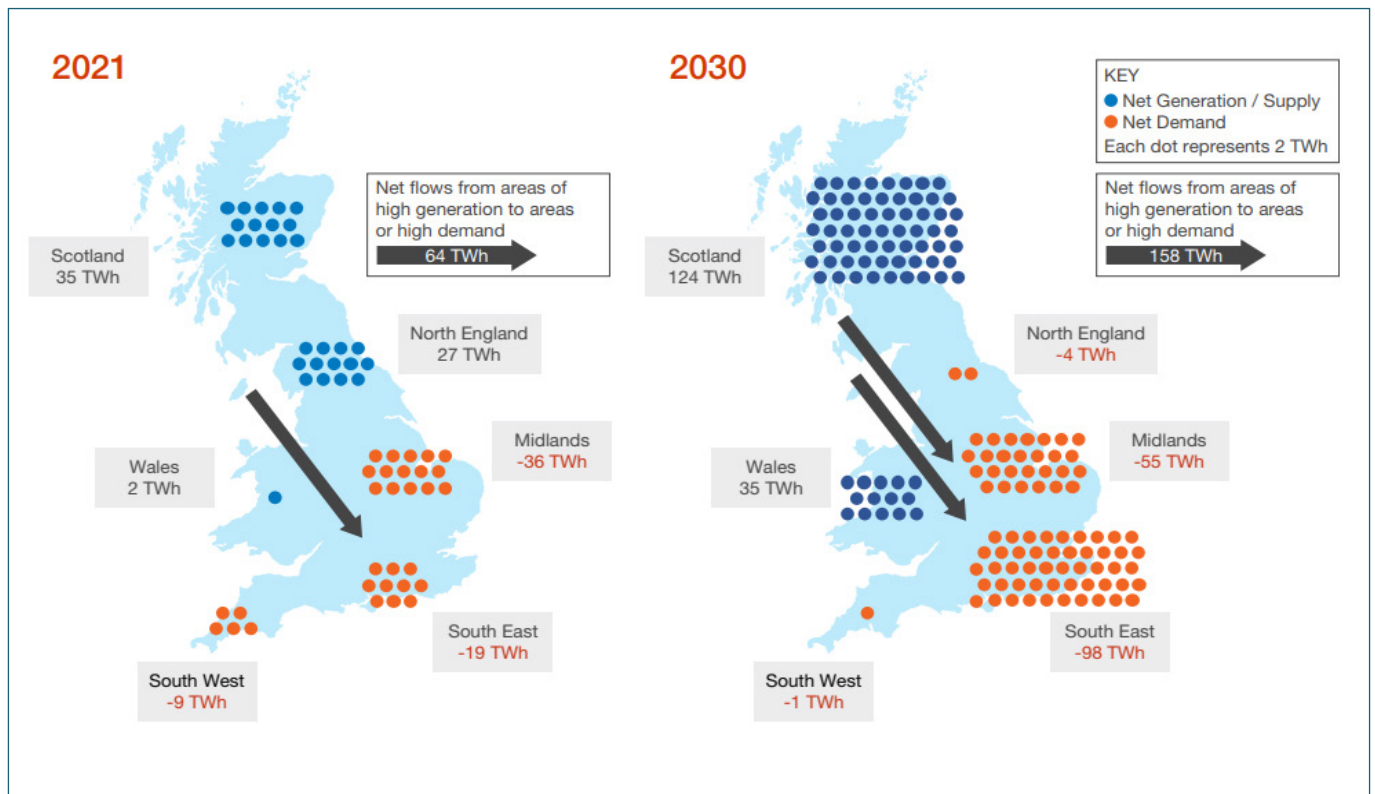 2021
Net flows from areas of
high generation to areas
or high demand
64 TWh
Scotland
35 TWh
North England
27 TWh
Midlands
-36 TWh
Wales
2 TWh
South East
-19 TWh
South West
-9 TWh
2030
KEY
Net Generation / Supply
Net Demand
Each dot represents 2 TWh
Net flows from areas of
high generation to areas
or high demand
158 TWh
Scotland
124 TWh
North England
-4 TWh
Midlands
-55 TWh
Wales
35 TWh
South East
-98 TWh
South West
-1 TWh